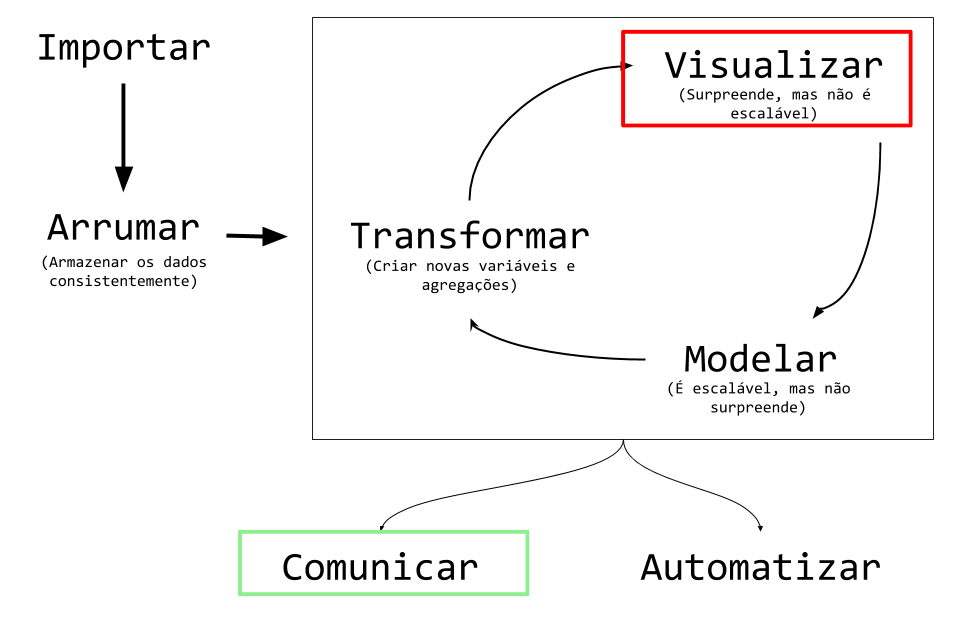 Importar
Arrumar
(Armazenar os dados
consistentemente)
Visualizar
(Surpreende, mas não é
escalável)
Transformar
(Criar novas variáveis e
agregações)
Modelar
(É escalável, mas não
surpreende)
Comunicar
Automatizar